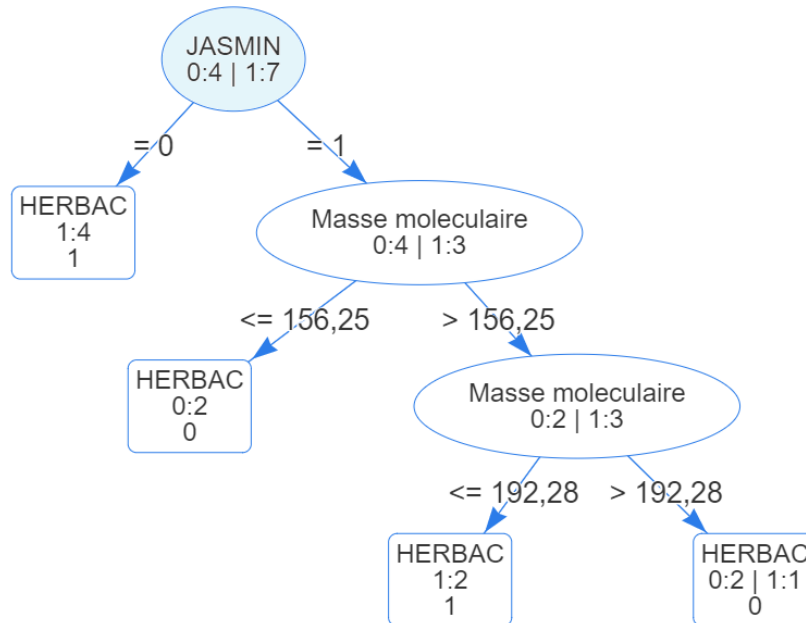 JASMIN
0:4 | 1:7
= 0
= 1
HERBAC
1:4
1
Masse moleculaire
0:4 | 1:3
<= 156,25
> 156,25
HERBAC
0:2
0
Masse moleculaire
0:2 | 1:3
<= 192,28
> 192,28
HERBAC
1:2
1
HERBAC
0:2 | 1:1
0